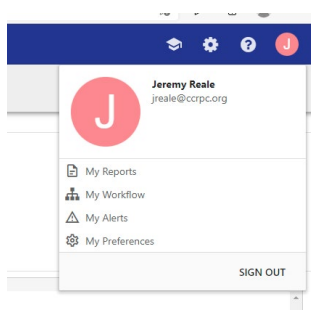 J
Jeremy Reale
jreale@ccrpc.org
J
My Reports
My Workflow
My Alerts
My Preferences
SIGN OUT